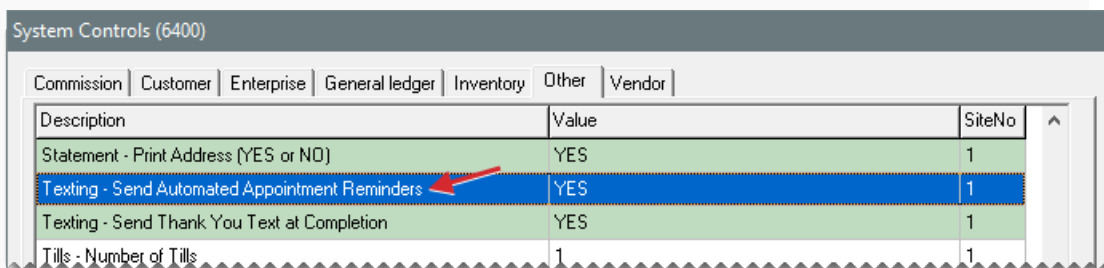 System Controls (6400)
Commission Customer Enterprise General ledger Inventory Other Vendor
Description Value SiteNo
Statement - Print Address (YES or NO) YES 1
Texting - Send Automated Appointment Reminders YES 1
Texting - Send Thank You Text at Completion YES 1
Tills - Number of Tills 1 1